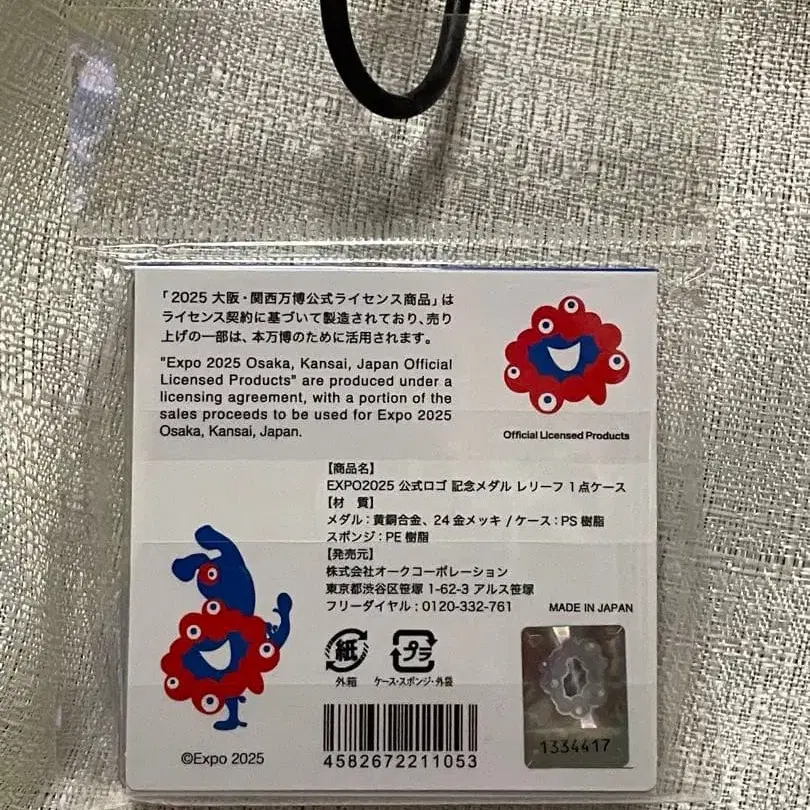 「2025 大阪・関西万博公式ライセンス商品」は
ライセンス契約に基づいて製造されており、売り
上げの一部は、本万博のために活用されます。
"Expo 2025 Osaka, Kansai, Japan Official
Licensed Products" are produced under a
licensing agreement, with a portion of the
sales proceeds to be used for Expo 2025
Osaka, Kansai, Japan.
Official Licensed Products
【商品名】
EXPO2025 公式ロゴ 記念メダル レリーフ 1点ケース
【材　質】
メダル：黄銅合金、24金メッキ / ケース：PS樹脂
スポンジ：PE樹脂
【発売元】
株式会社オークコーポレーション
東京都渋谷区笹塚 1-62-3 アルス笹塚
フリーダイヤル：0120-332-761
MADE IN JAPAN
紙
外箱
プラ
ケース・スポンジ・外袋
1334417
4582672211053
©Expo 2025